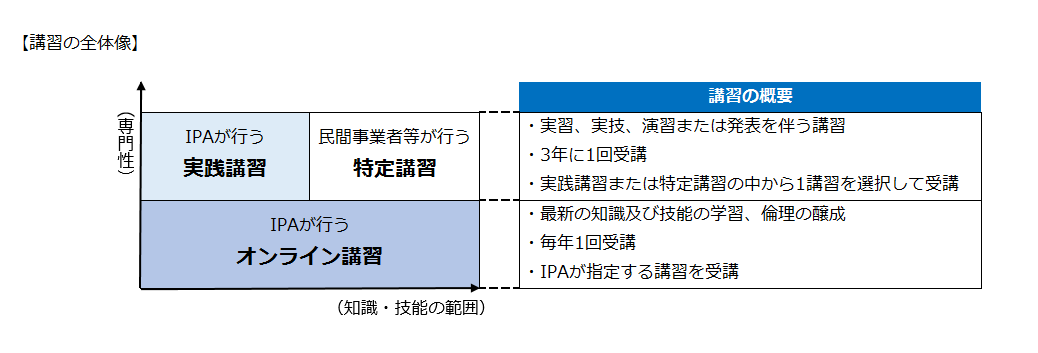 【講習の全体像】
(専門性)
IPAが行う
実践講習
民間事業者等が行う
特定講習
IPAが行う
オンライン講習
(知識・技能の範囲)
講習の概要
・実習、実技、演習または発表を伴う講習
・3年に1回受講
・実践講習または特定講習の中から1講習を選択して受講
・最新の知識及び技能の学習、倫理の醸成
・毎年1回受講
・IPAが指定する講習を受講